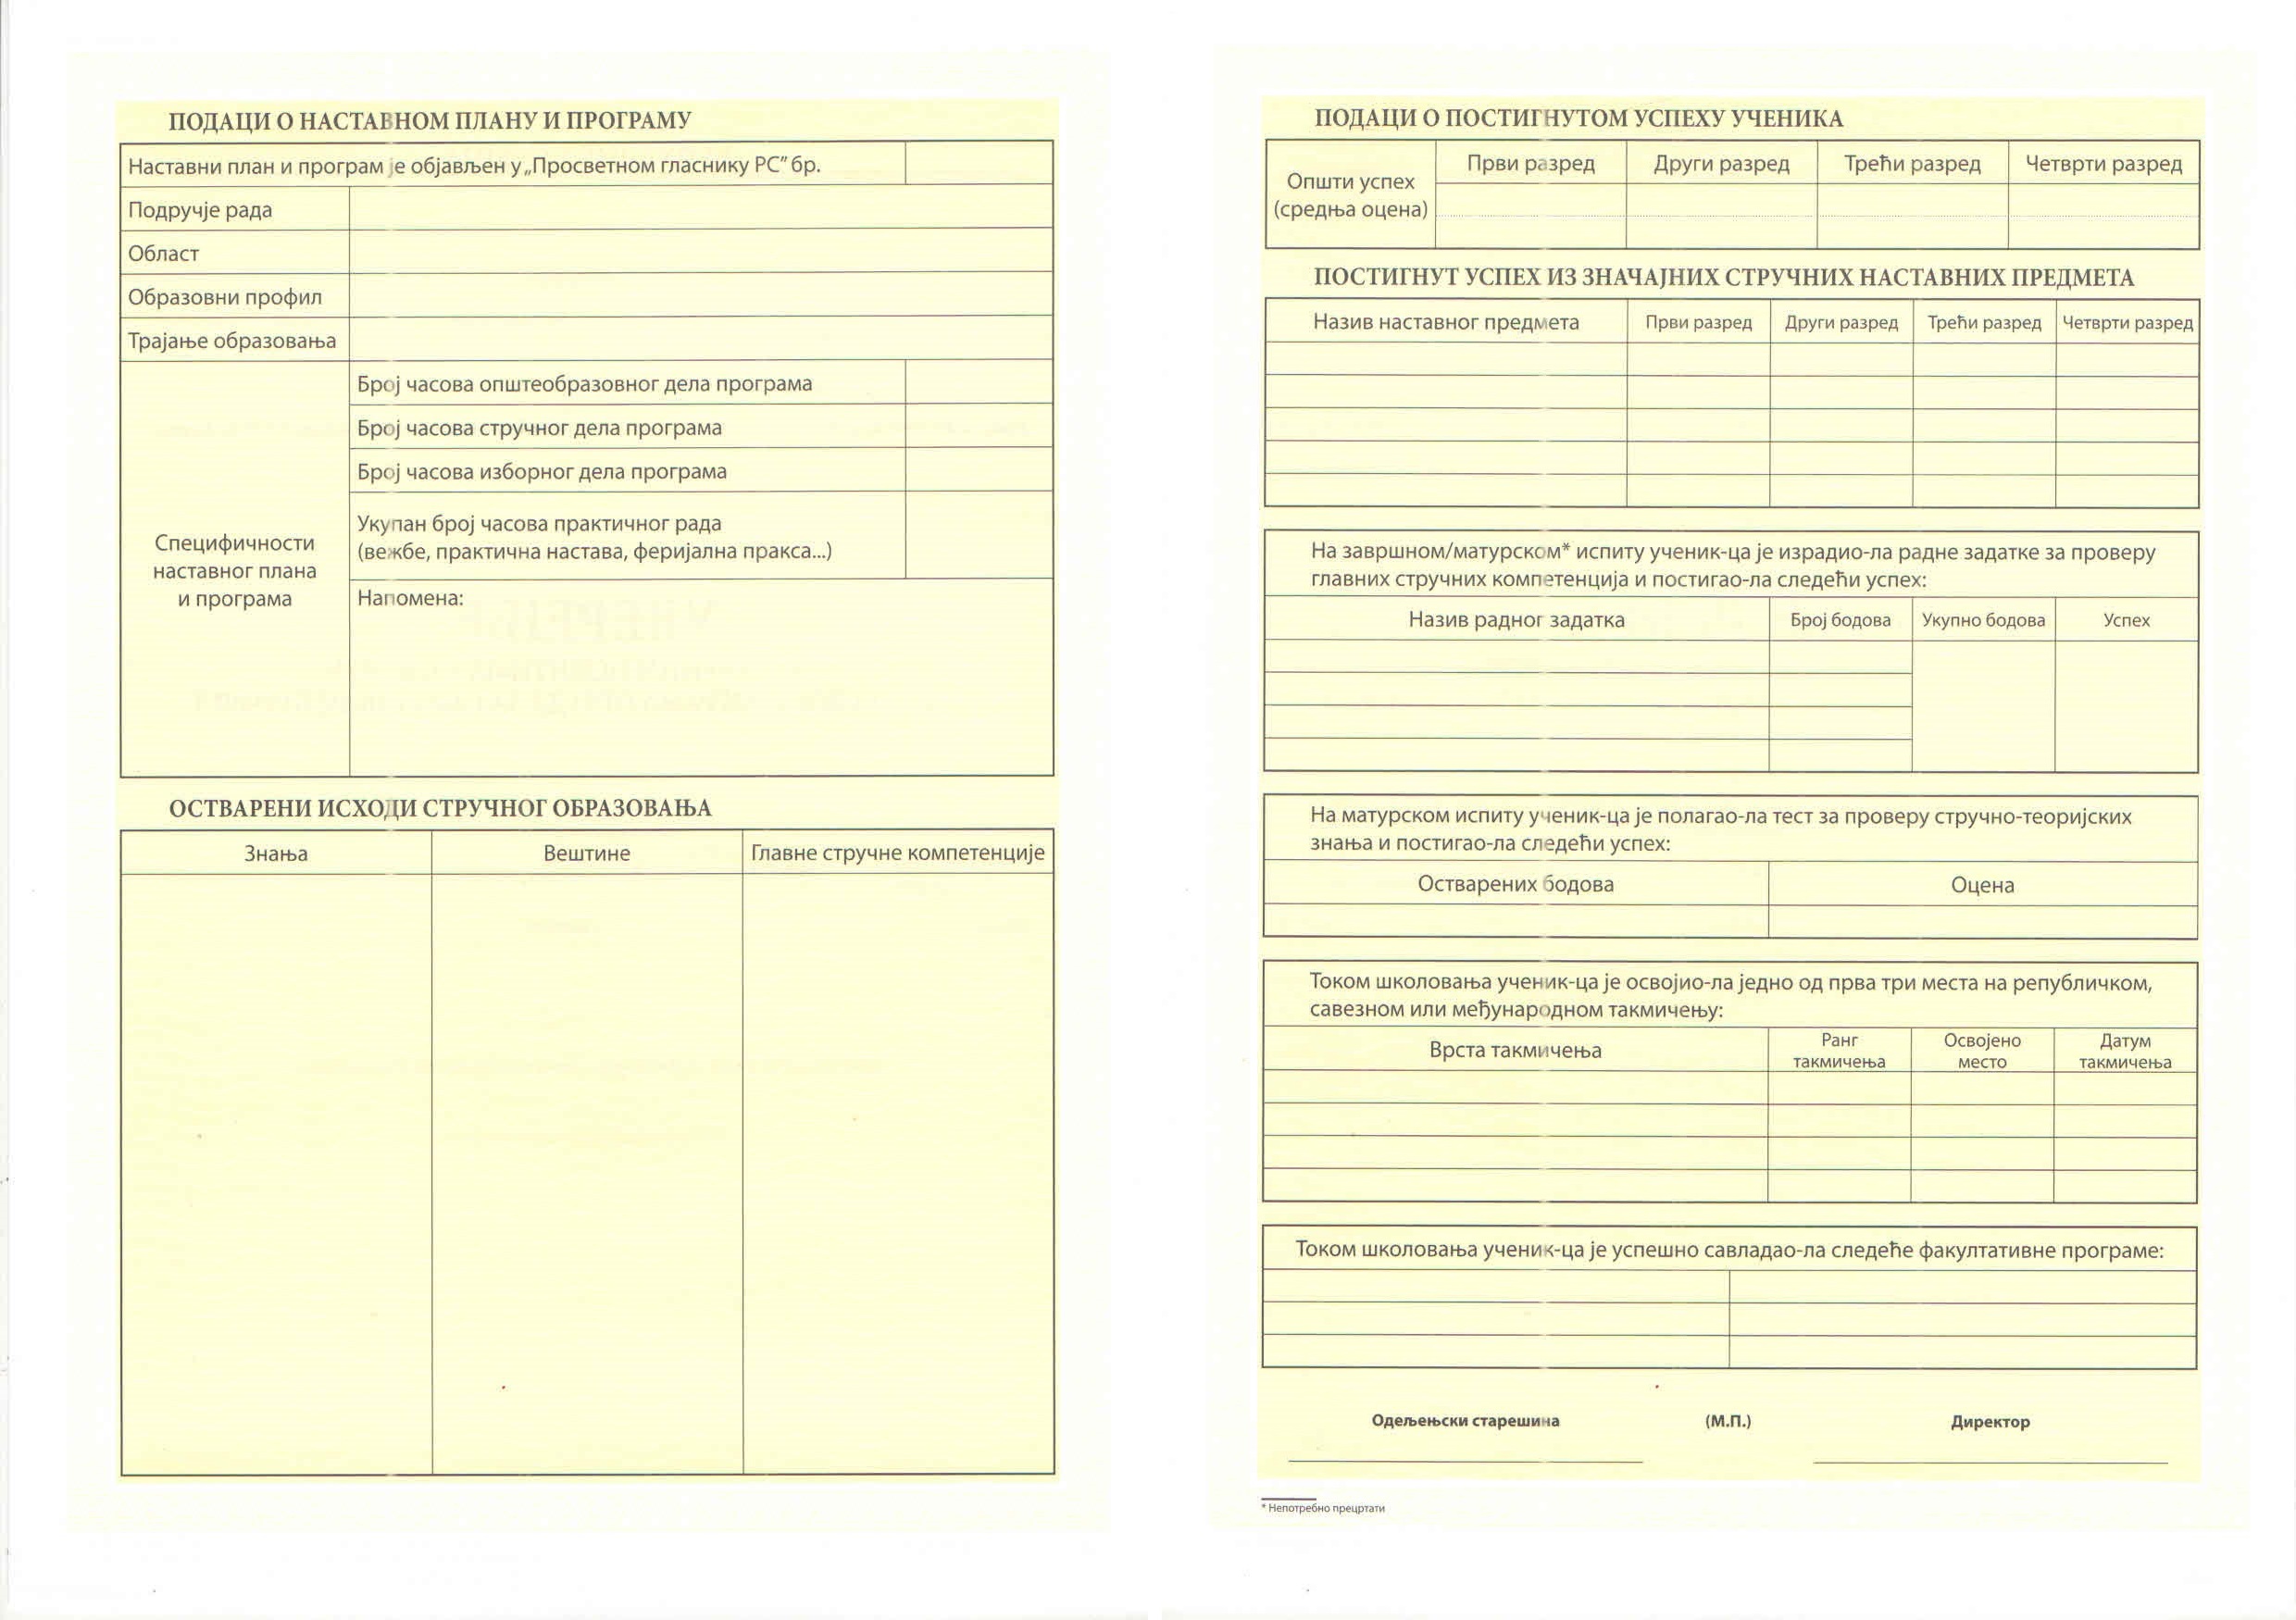 ПОДАЦИ О НАСТАВНОМ ПЛАНУ И ПРОГРАМУ
Наставни план и програм је објављен у „Просветном гласнику РС" бр.
Подручје рада
Област
Образовни профил
Трајање образовања
Специфичности
наставног плана
и програма
Број часова општеобразовног дела програма
Број часова стручног дела програма
Број часова изборног дела програма
Укупан број часова практичног рада
(вежбе, практична настава, феријална пракса...)
Напомена:
ОСТВАРЕНИ ИСХОДИ СТРУЧНОГ ОБРАЗОВАЊА
Знања Вештине Главне стручне компетенције
ПОДАЦИ О ПОСТИГНУТОМ УСПЕХУ УЧЕНИКА
Општи успех
(средња оцена)
Први разред Други разред Трећи разред Четврти разред
ПОСТИГНУТ УСПЕХ ИЗ ЗНАЧАЈНИХ СТРУЧНИХ НАСТАВНИХ ПРЕДМЕТА
Назив наставног предмета Први разред Други разред Трећи разред Четврти разред
На завршном/матурском* испиту ученик-ца је израдио-ла радне задатке за проверу
главних стручних компетенција и постигао-ла следећи успех:
Назив радног задатка Број бодова Укупно бодова Успех
На матурском испиту ученик-ца је полагао-ла тест за проверу стручно-теоријских
знања и постигао-ла следећи успех:
Остварених бодова Оцена
Током школовања ученик-ца је освојио-ла једно од прва три места на републичком,
савезном или међународном такмичењу:
Врста такмичења
Ранг
такмичења
Освојено
место
Датум
такмичења
Током школовања ученик-ца је успешно савладао-ла следеће факултативне програме:
Одељењски старешина (М.П.) Директор
* Непотребно прецртати